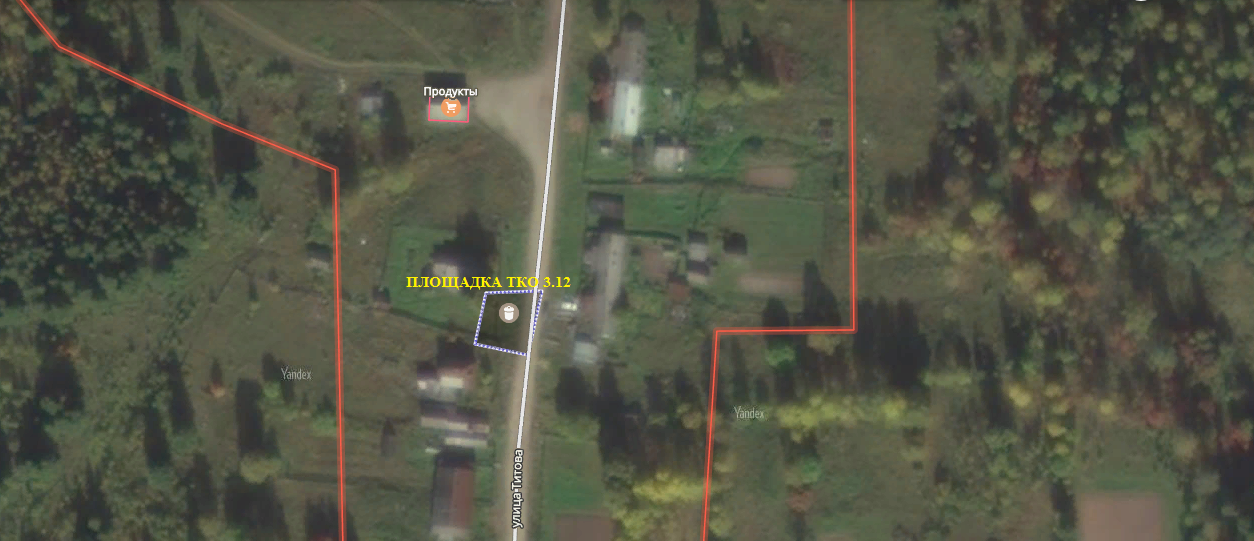 Продукты
ПЛОЩАДКА ТКО 3.12
Yandex
Yandex
улица Титова